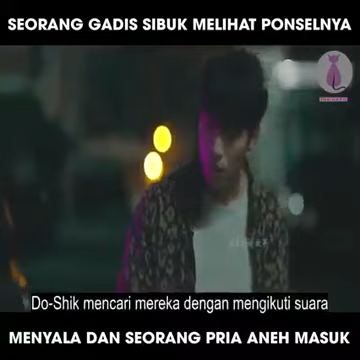 SEORANG GADIS SIBUK MELIHAT PONSELNYA
Do-Shik mencari mereka dengan mengikuti suara
MENYALA DAN SEORANG PRIA ANEH MASUK